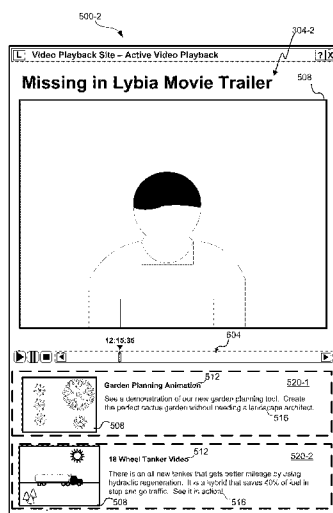 500-2
304-2
L Video Playback Site – Active Video Playback ? X
Missing in Lybia Movie Trailer
508
12:15:35
604
512
Garden Planning Animation
520-1
See a demonstration of our new garden planning tool. Create
the perfect cactus garden without needing a landscape architect.
516
508
512
18 Wheel Tanker Video
520-2
There is an all new tanker that gets better mileage by using
hydraulic regeneration. It is a hybrid that saves 40% of fuel in
stop and go traffic. See it in action!
516
508